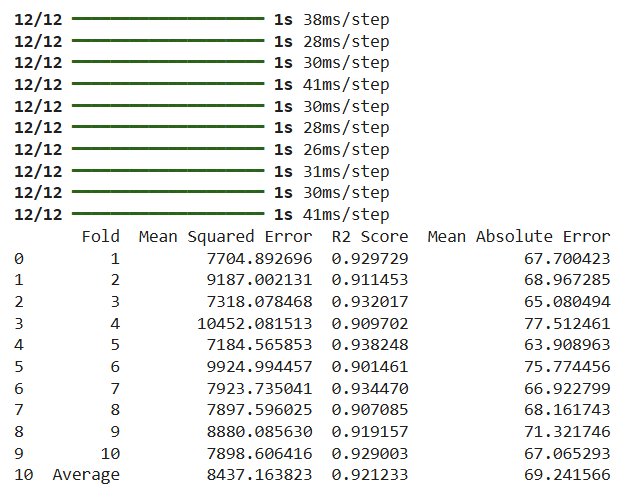 12/12 ━━━━━━━━━━━━━━━━━━━━ 1s 38ms/step
12/12 ━━━━━━━━━━━━━━━━━━━━ 1s 28ms/step
12/12 ━━━━━━━━━━━━━━━━━━━━ 1s 30ms/step
12/12 ━━━━━━━━━━━━━━━━━━━━ 1s 41ms/step
12/12 ━━━━━━━━━━━━━━━━━━━━ 1s 30ms/step
12/12 ━━━━━━━━━━━━━━━━━━━━ 1s 28ms/step
12/12 ━━━━━━━━━━━━━━━━━━━━ 1s 26ms/step
12/12 ━━━━━━━━━━━━━━━━━━━━ 1s 31ms/step
12/12 ━━━━━━━━━━━━━━━━━━━━ 1s 30ms/step
12/12 ━━━━━━━━━━━━━━━━━━━━ 1s 41ms/step
Fold Mean Squared Error R2 Score Mean Absolute Error
0 1 7704.892696 0.929729 67.700423
1 2 9187.002131 0.911453 68.967285
2 3 7318.078468 0.932017 65.080494
3 4 10452.081513 0.909702 77.512461
4 5 7184.565853 0.938248 63.908963
5 6 9924.994457 0.901461 75.774456
6 7 7923.735041 0.934470 66.922799
7 8 7897.596025 0.907085 68.161743
8 9 8880.085630 0.919157 71.321746
9 10 7898.606416 0.929003 67.065293
10 Average 8437.163823 0.921233 69.241566